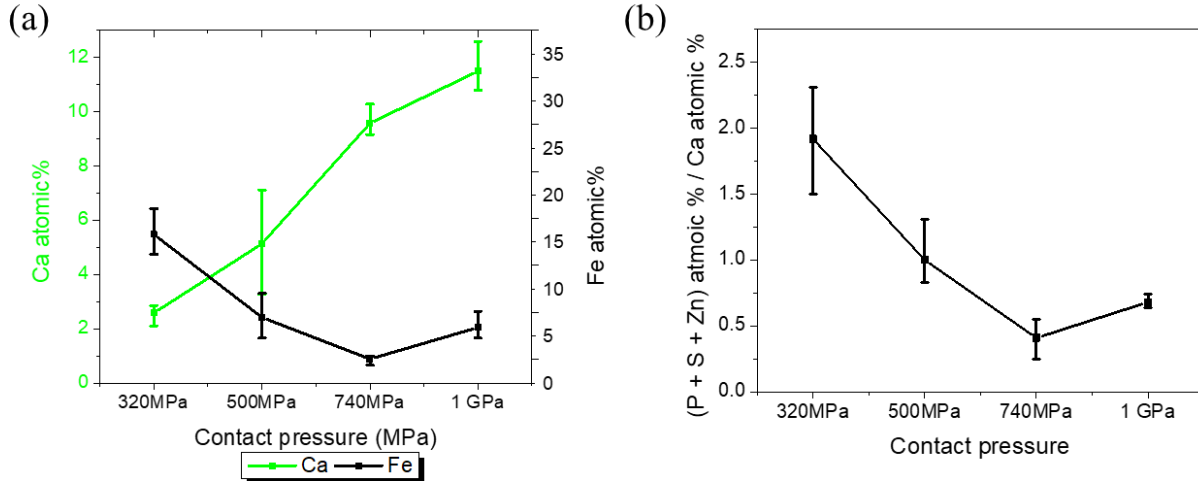 (a)
Ca atomic%
12
10
8
6
4
2
0
35
30
25
20
15
10
5
0
Fe atomic%
320MPa 500MPa 740MPa 1 GPa
Contact pressure (MPa)
Ca Fe
(b)
(P + S + Zn) atmoic % / Ca atomic %
2.5
2.0
1.5
1.0
0.5
0.0
320MPa 500MPa 740MPa 1 GPa
Contact pressure